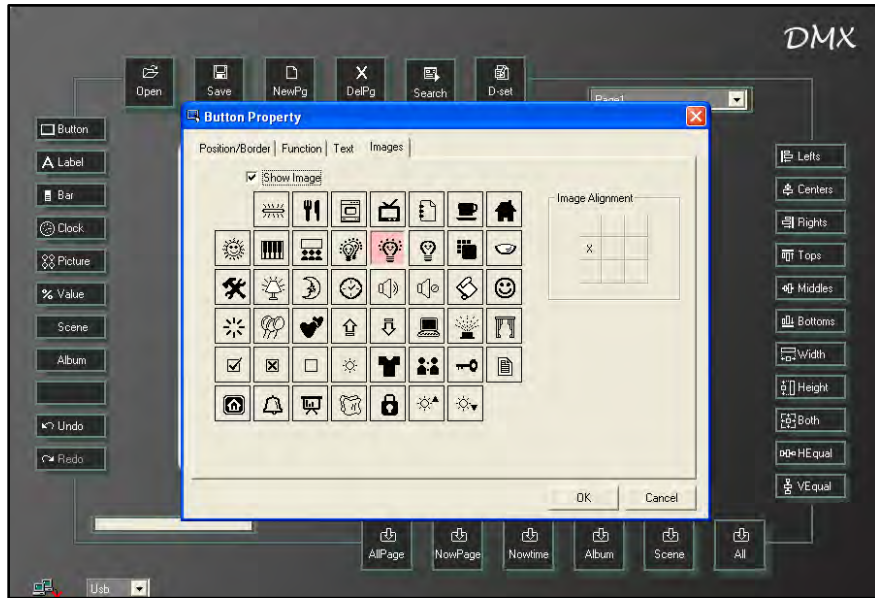 DMX
Open
Save
NewPg
DelPg
Search
D-set
Page1
Button Property
Position/Border
Function
Text
Images
Show Image
Image Alignment
X
OK
Cancel
Button
A Label
Bar
Clock
Picture
% Value
Scene
Album
Undo
Redo
Lefts
Centers
Rights
Tops
Middles
Bottoms
Width
Height
Both
HEqual
VEqual
AllPage
NowPage
Nowtime
Album
Scene
All
Usb